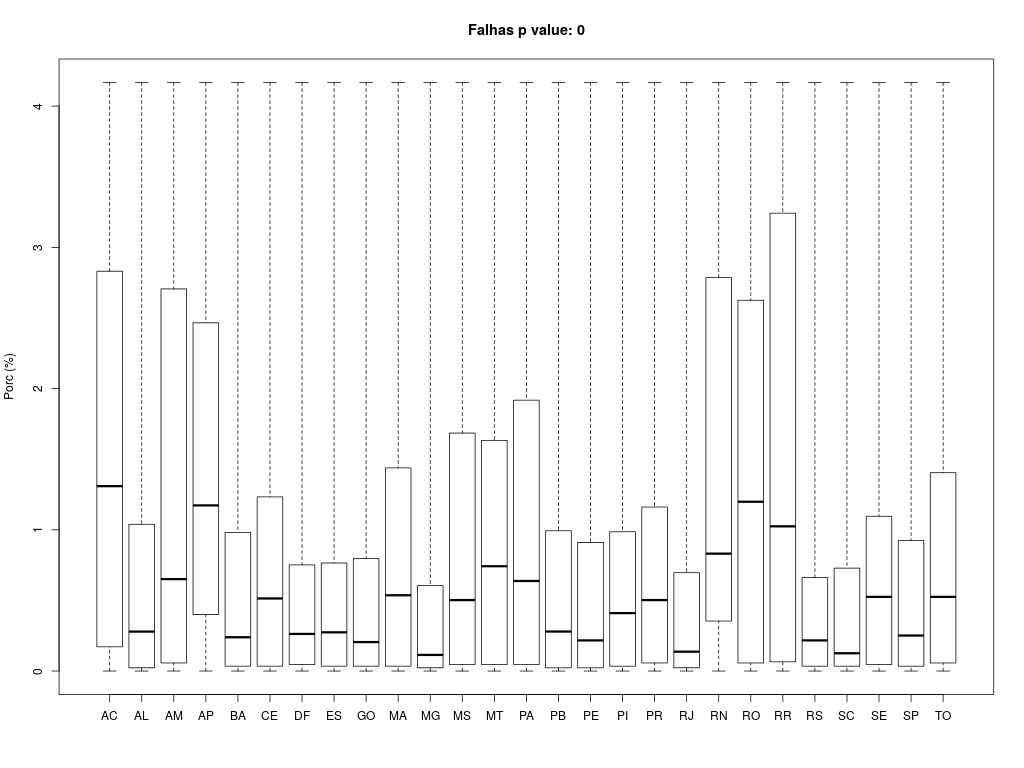 Falhas p value: 0
Porc (%)
4
3
2
1
0
AC AL AM AP BA CE DF ES GO MA MG MS MT PA PB PE PI PR RJ RN RO RR RS SC SE SP TO